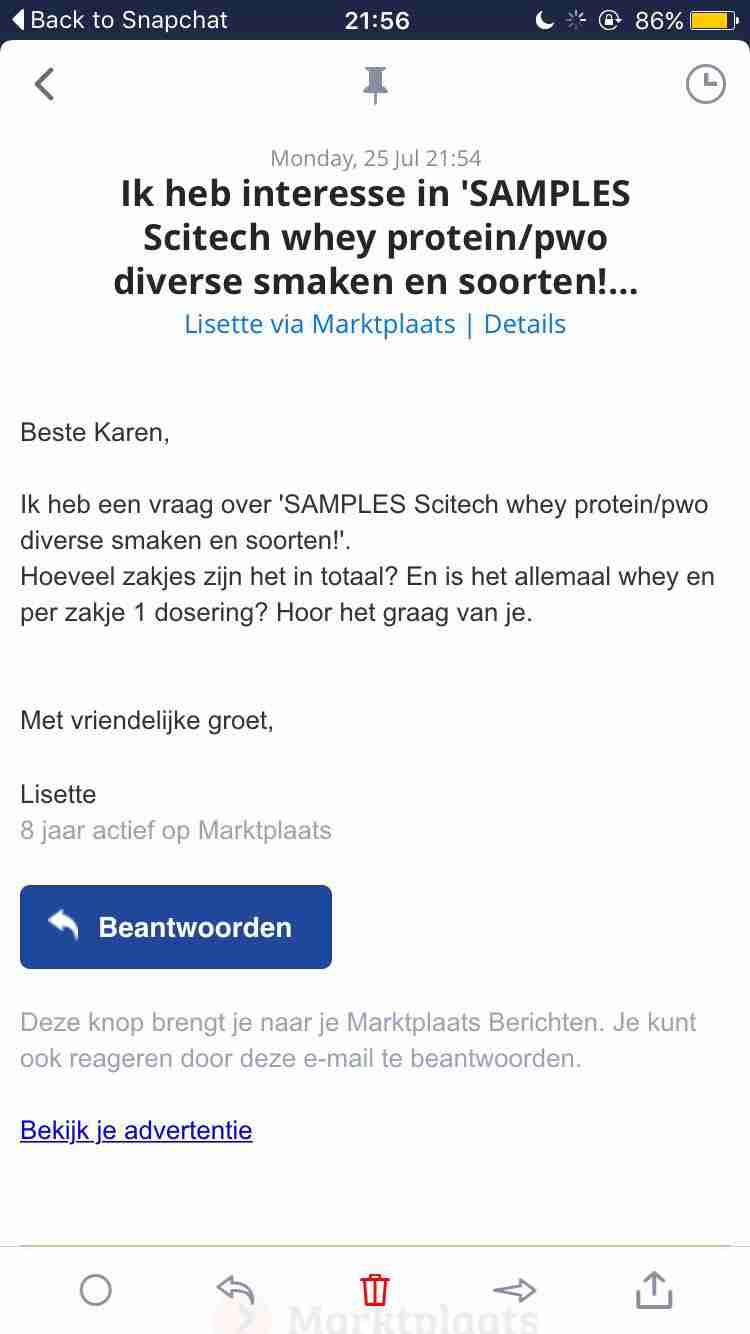 Back to Snapchat 21:56 86%
Monday, 25 Jul 21:54
Ik heb interesse in 'SAMPLES
Scitech whey protein/pwo
diverse smaken en soorten!...
Lisette via Marktplaats | Details
Beste Karen,
Ik heb een vraag over 'SAMPLES Scitech whey protein/pwo
diverse smaken en soorten!'.
Hoeveel zakjes zijn het in totaal? En is het allemaal whey en
per zakje 1 dosering? Hoor het graag van je.
Met vriendelijke groet,
Lisette
8 jaar actief op Marktplaats
Beantwoorden
Deze knop brengt je naar je Marktplaats Berichten. Je kunt
ook reageren door deze e-mail te beantwoorden.
Bekijk je advertentie
Marktplaats